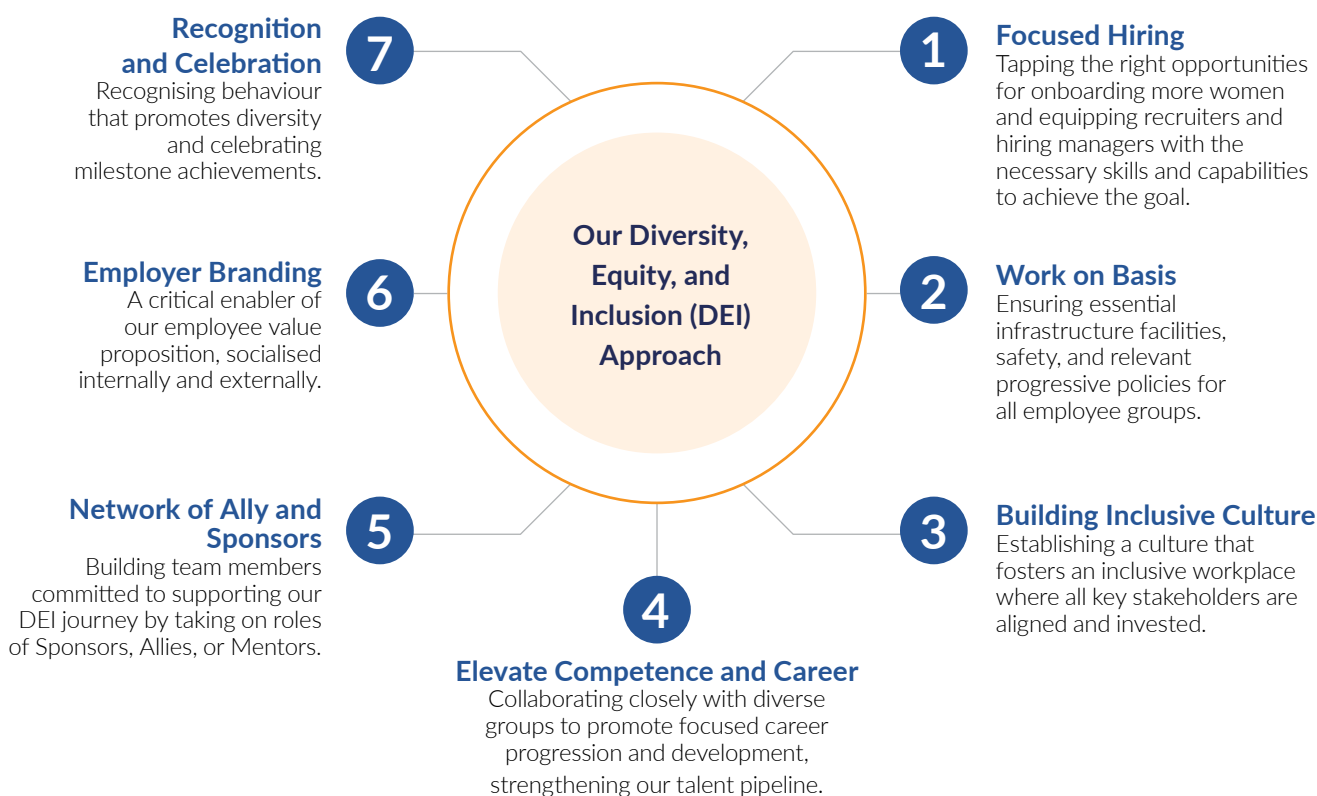 Our Diversity,
Equity, and
Inclusion (DEI)
Approach
1
Focused Hiring
Tapping the right opportunities
for onboarding more women
and equipping recruiters and
hiring managers with the
necessary skills and capabilities
to achieve the goal.
2
Work on Basis
Ensuring essential
infrastructure facilities,
safety, and relevant
progressive policies for
all employee groups.
3
Building Inclusive Culture
Establishing a culture that
fosters an inclusive workplace
where all key stakeholders are
aligned and invested.
4
Elevate Competence and Career
Collaborating closely with diverse
groups to promote focused career
progression and development,
strengthening our talent pipeline.
5
Network of Ally and
Sponsors
Building team members
committed to supporting our
DEI journey by taking on roles
of Sponsors, Allies, or Mentors.
6
Employer Branding
A critical enabler of
our employee value
proposition, socialised
internally and externally.
7
Recognition
and Celebration
Recognising behaviour
that promotes diversity
and celebrating
milestone achievements.